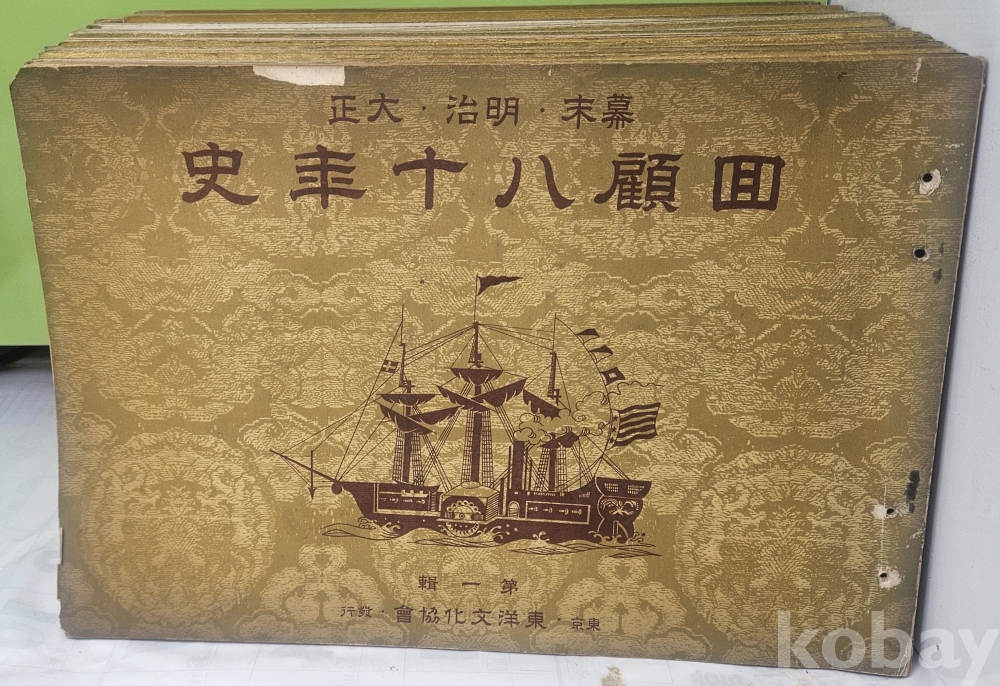 幕末・明治・大正
回顧八十年史
第一輯
東京・東洋文化協會・發行
kobay